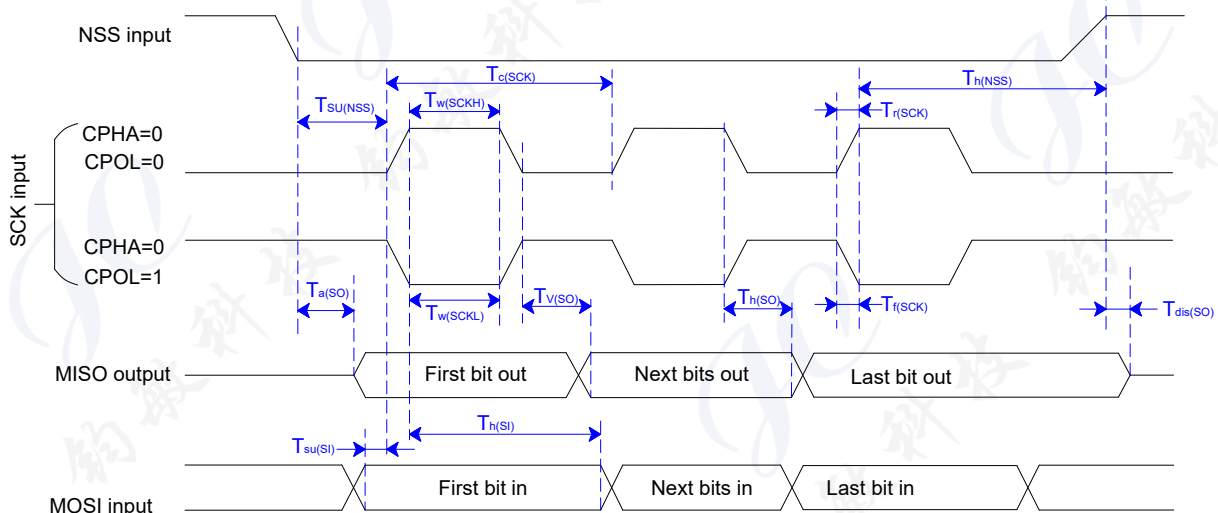 NSS input
Tc(SCK)
Th(NSS)
TSU(NSS)
Tw(SCKH)
Tr(SCK)
CPHA=0
CPOL=0
SCK input
CPHA=0
CPOL=1
Ta(SO)
Tw(SCKL)
TV(SO)
Th(SO)
Tf(SCK)
Tdis(SO)
MISO output
First bit out
Next bits out
Last bit out
Tsu(SI)
Th(SI)
MOSI input
First bit in
Next bits in
Last bit in